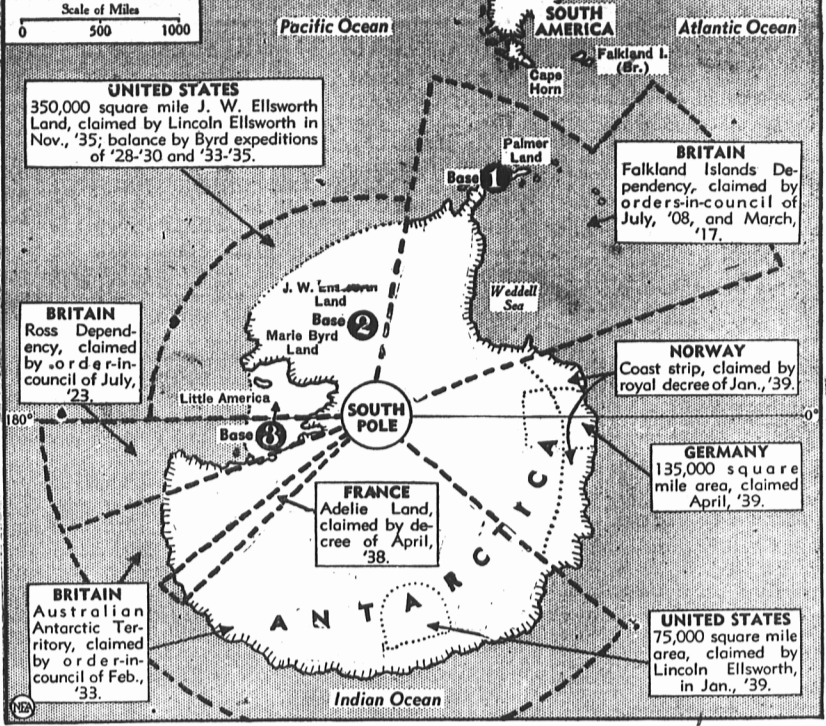 Scale of Miles
0 500 1000
Pacific Ocean
SOUTH
AMERICA
Atlantic Ocean
Falkland I.
(Br.)
Cape
Horn
UNITED STATES
350,000 square mile J. W. Ellsworth
Land, claimed by Lincoln Ellsworth in
Nov., '35; balance by Byrd expeditions
of '28-'30 and '33-'35.
Palmer
Land
Base 1
BRITAIN
Falkland Islands De-
pendency, claimed by
orders-in-council of
July, '08, and March,
'17.
J. W.
Land
Base 2
Marie Byrd
Land
Weddell
Sea
BRITAIN
Ross Depend-
ency, claimed
by order-in-
council of July,
'23.
NORWAY
Coast strip, claimed by
royal decree of Jan., '39.
Little America
Base 3
SOUTH
POLE
180°
0°
GERMANY
135,000 square
mile area, claimed
April, '39.
FRANCE
Adelie Land,
claimed by de-
cree of April,
'38.
ANTARCTICA
BRITAIN
Australian
Antarctic Ter-
ritory, claimed
by order-in-
council of Feb.,
'33.
UNITED STATES
75,000 square mile
area, claimed by
Lincoln Ellsworth,
in Jan., '39.
Indian Ocean
NEA